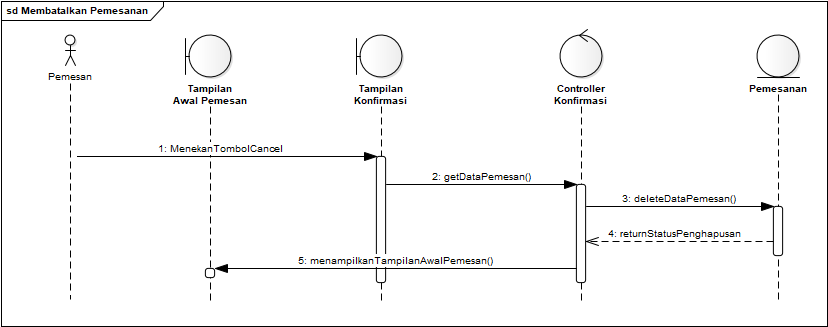 sd Membatalkan Pemesanan
Pemesan
Tampilan
Awal Pemesan
Tampilan
Konfirmasi
Controller
Konfirmasi
Pemesanan
1: MenekanTombolCancel
2: getDataPemesan()
3: deleteDataPemesan()
4: returnStatusPenghapusan
5: menampilkanTampilanAwalPemesan()